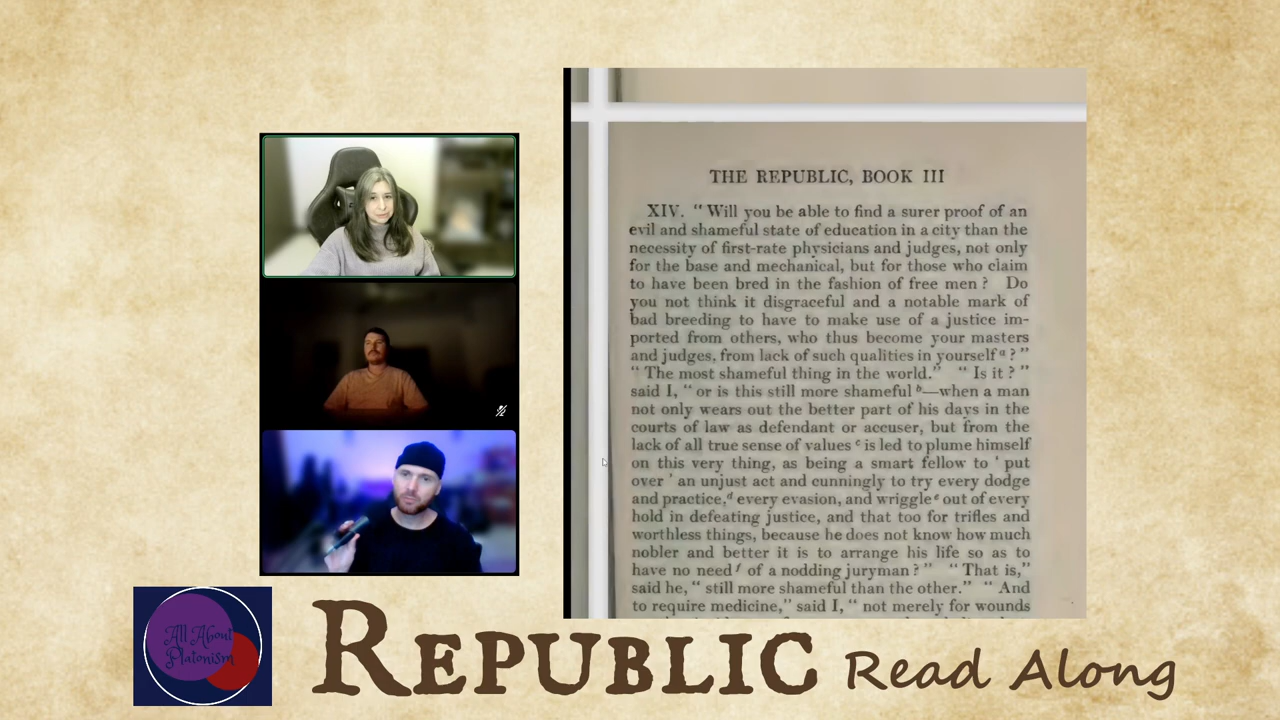 THE REPUBLIC, BOOK III
XIV. “ Will you be able to find a surer proof of an
evil and shameful state of education in a city than the
necessity of first-rate physicians and judges, not only
for the base and mechanical, but for those who claim
to have been bred in the fashion of free men ? Do
you not think it disgraceful and a notable mark of
bad breeding to have to make use of a justice im-
ported from others, who thus become your masters
and judges, from lack of such qualities in yourself a ? ”
“ The most shameful thing in the world.” “ Is it ? ”
said I, “ or is this still more shameful b—when a man
not only wears out the better part of his days in the
courts of law as defendant or accuser, but from the
lack of all true sense of values c is led to plume himself
on this very thing, as being a smart fellow to ‘ put
over ’ an unjust act and cunningly to try every dodge
and practice,d every evasion, and wriggle e out of every
hold in defeating justice, and that too for trifles and
worthless things, because he does not know how much
nobler and better it is to arrange his life so as to
have no need f of a nodding juryman ? ” “ That is,”
said he, “ still more shameful than the other.” “ And
to require medicine,” said I, “ not merely for wounds
All About
Platonism
REPUBLIC Read Along